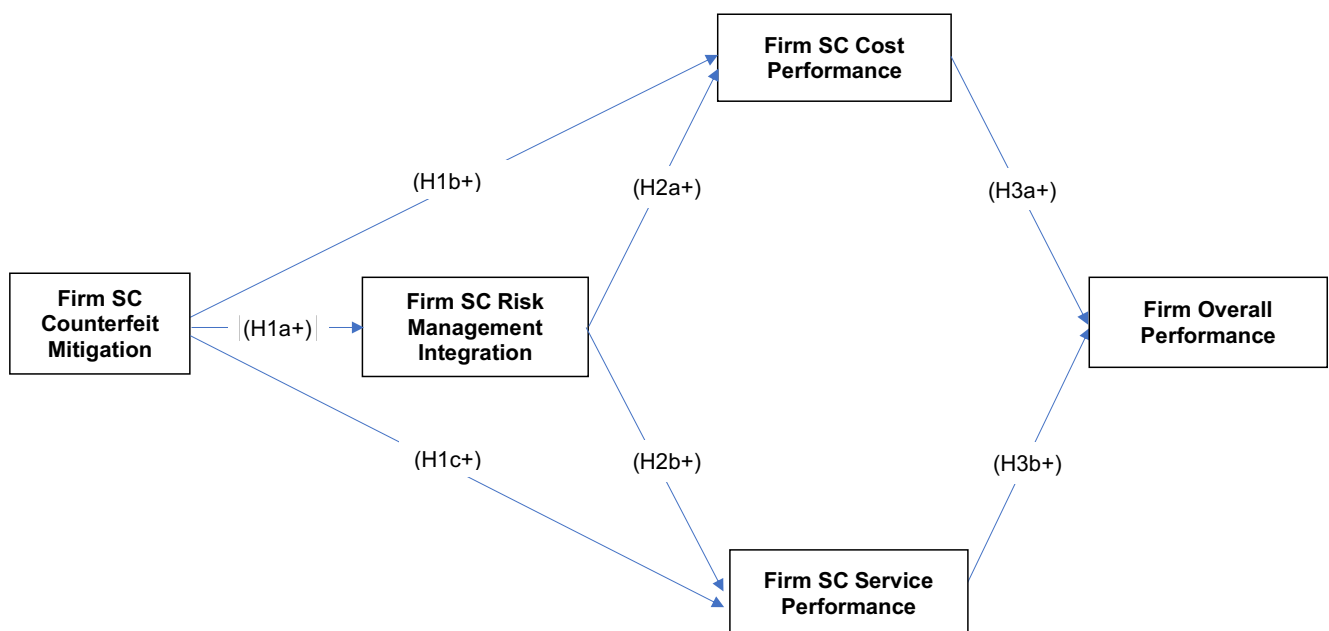 Firm SC Cost
Performance
(H1b+)
(H2a+)
(H3a+)
Firm SC
Counterfeit
Mitigation
(H1a+)
Firm SC Risk
Management
Integration
Firm Overall
Performance
(H1c+)
(H2b+)
(H3b+)
Firm SC Service
Performance